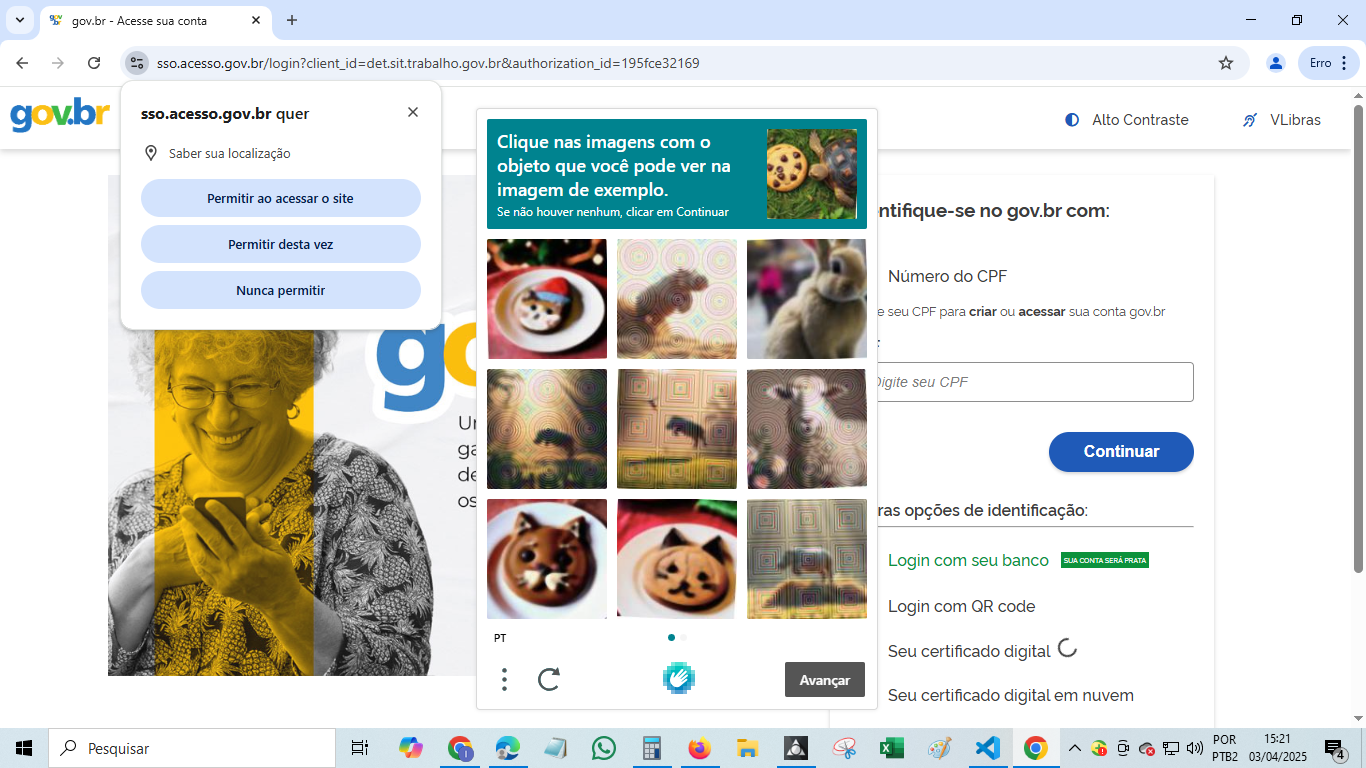 gov.br - Acesse sua conta
sso.acesso.gov.br/login?client_id=det.sit.trabalho.gov.br&authorization_id=195fce32169
Erro
gov.br
Alto Contraste
VLibras
sso.acesso.gov.br quer
Saber sua localização
Permitir ao acessar o site
Permitir desta vez
Nunca permitir
Clique nas imagens com o
objeto que você pode ver na
imagem de exemplo.
Se não houver nenhum, clicar em Continuar
PT
Avançar
entifique-se no gov.br com:
Número do CPF
e seu CPF para criar ou acessar sua conta gov.br
Digite seu CPF
Continuar
ras opções de identificação:
Login com seu banco
SUA CONTA SERÁ PRATA
Login com QR code
Seu certificado digital
Seu certificado digital em nuvem
Pesquisar
POR
PTB2
15:21
03/04/2025
4